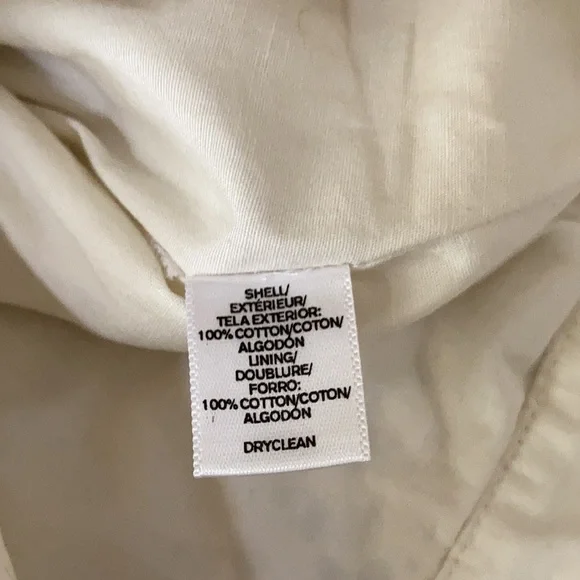 SHELL/
EXTÉRIEUR/
TELA EXTERIOR:
100% COTTON/COTON/
ALGODÓN
LINING/
DOUBLURE/
FORRO:
100% COTTON/COTON/
ALGODÓN
DRYCLEAN